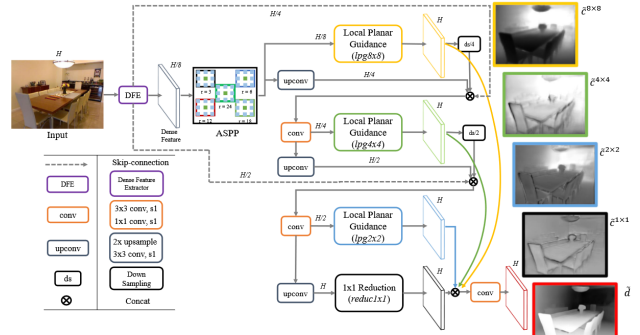 H
H/4
H/8
Local Planar
Guidance
(lpg8x8)
H
ds/4
c̃ 8×8
H/8
DFE
Dense
Feature
ASPP
r = 3
r = 6
r = 24
r = 12
r = 18
upconv
H/4
Input
conv
H/4
Local Planar
Guidance
(lpg4x4)
H
ds/2
c̃ 4×4
upconv
H/2
H/2
c̃ 2×2
conv
H/2
Local Planar
Guidance
(lpg2x2)
H
c̃ 1×1
upconv
H
1x1 Reduction
(reduc1x1)
H
conv
H
d̃
Skip-connection
DFE
Dense Feature
Extractor
conv
3x3 conv, s1
1x1 conv, s1
upconv
2x upsample
3x3 conv, s1
ds
Down
Sampling
Concat